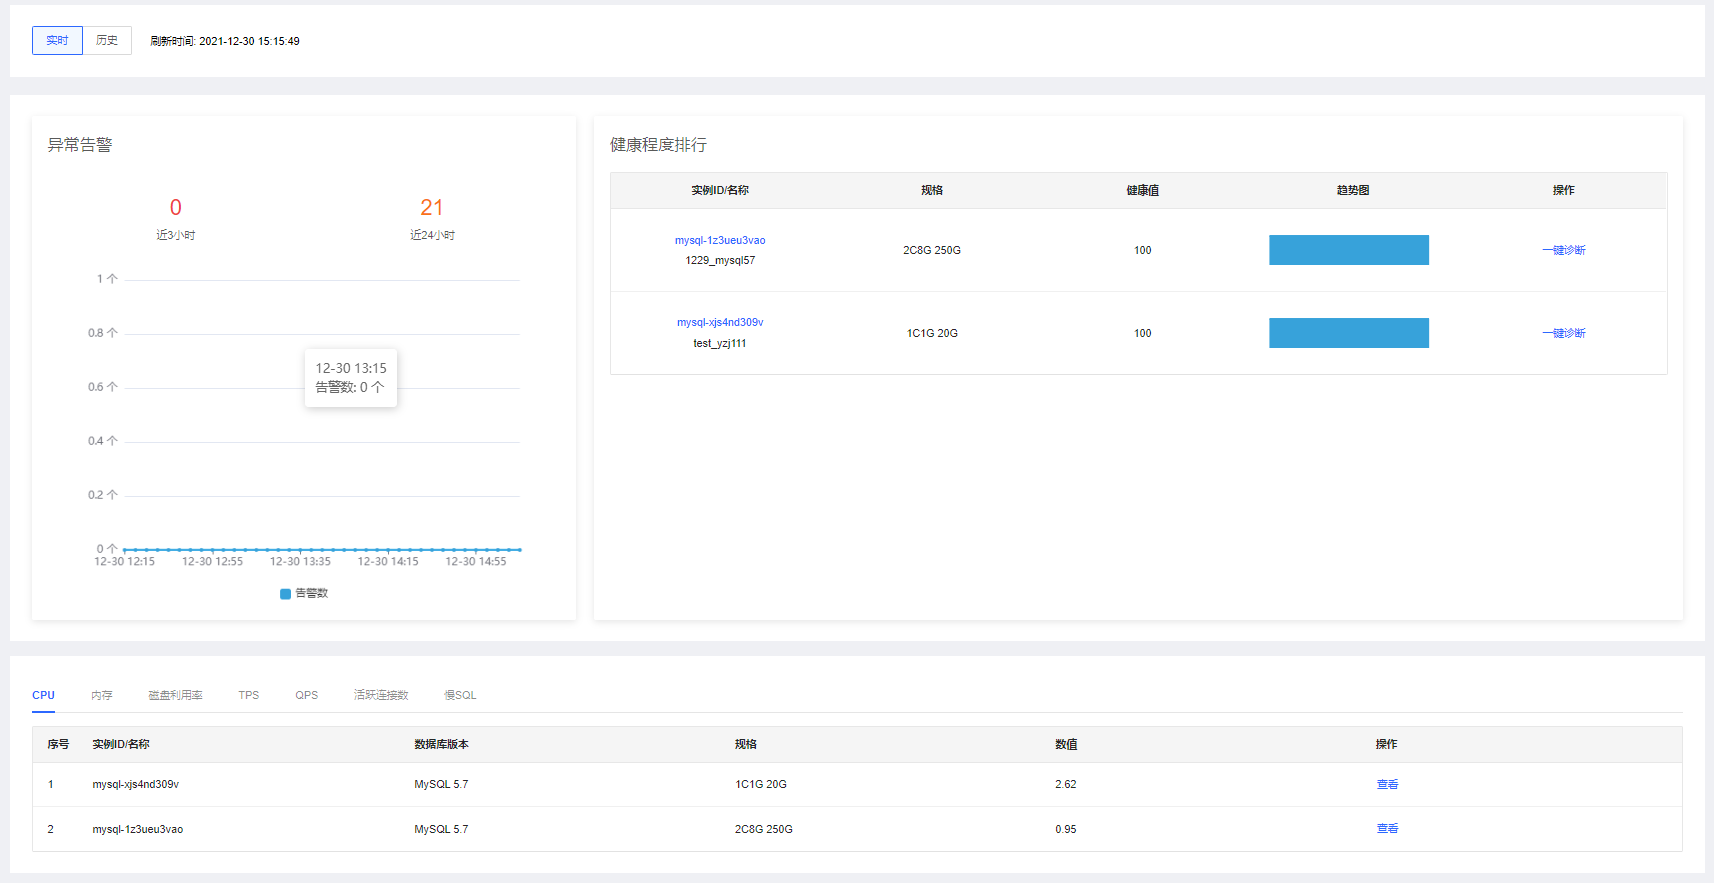 实时
历史
刷新时间: 2021-12-30 15:15:49
异常告警
0
近3小时
21
近24小时
1 个
0.8 个
0.6 个
0.4 个
0.2 个
0 个
12-30 13:15
告警数: 0 个
12-30 12:15
12-30 12:55
12-30 13:35
12-30 14:15
12-30 14:55
告警数
健康程度排行
实例ID/名称 规格 健康值 趋势图 操作
mysql-1z3ueu3vao
1229_mysql57
2C8G 250G
100
一键诊断
mysql-xjs4nd309v
test_yzj111
1C1G 20G
100
一键诊断
CPU 内存 磁盘利用率 TPS QPS 活跃连接数 慢SQL
序号 实例ID/名称 数据库版本 规格 数值 操作
1 mysql-xjs4nd309v MySQL 5.7 1C1G 20G 2.62 查看
2 mysql-1z3ueu3vao MySQL 5.7 2C8G 250G 0.95 查看